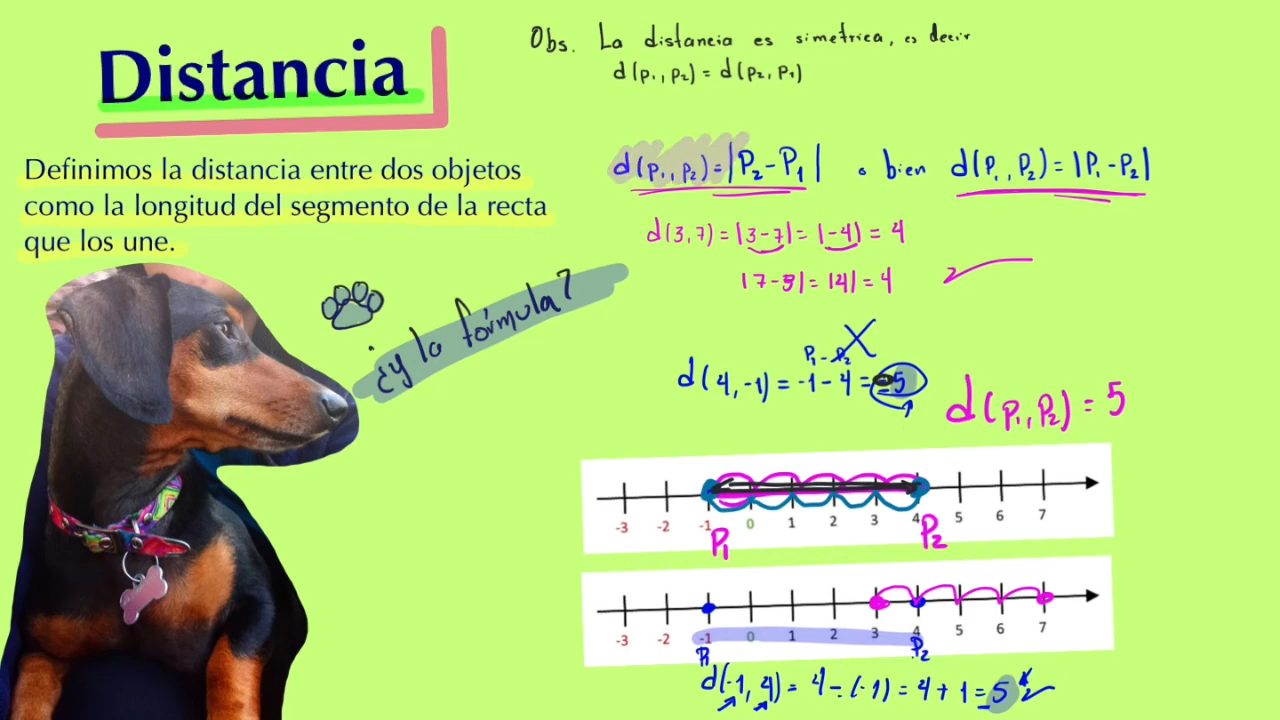 Distancia
Definimos la distancia entre dos objetos
como la longitud del segmento de la recta
que los une.
¿y la fórmula?
Obs. La distancia es simetrica, es decir
d(P₁, P₂) = d(P₂, P₁)
d(P₁, P₂) = |P₂ - P₁| o bien d(P₁, P₂) = |P₁ - P₂|
d(3,7) = |3-7| = |-4| = 4
|7-3| = |4| = 4
P₁ - P₂
d(4, -1) = -1 - 4 = -5
d(P₁, P₂) = 5
-3 -2 -1 0 1 2 3 4 5 6 7
P₁ P₂
-3 -2 -1 0 1 2 3 4 5 6 7
P₁ P₂
d(-1, 4) = 4 - (-1) = 4 + 1 = 5